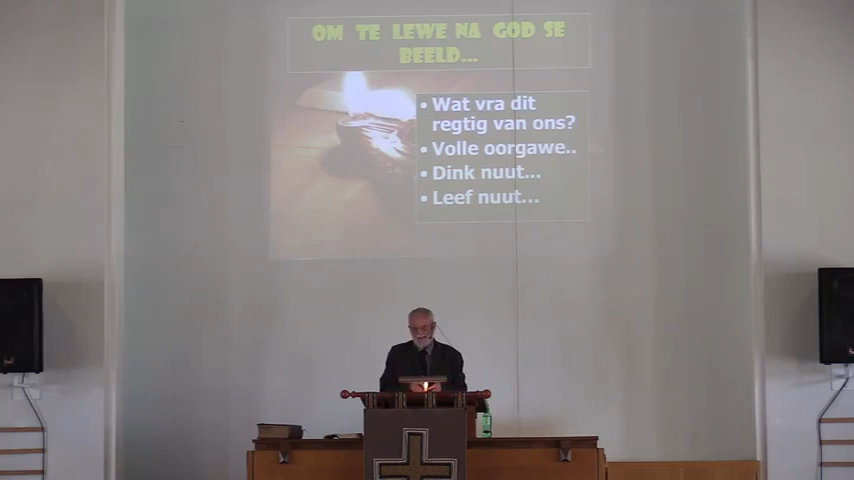 OM TE LEWE NA GOD SE
BEELD...
• Wat vra dit
regtig van ons?
• Volle oorgawe..
• Dink nuut...
• Leef nuut...